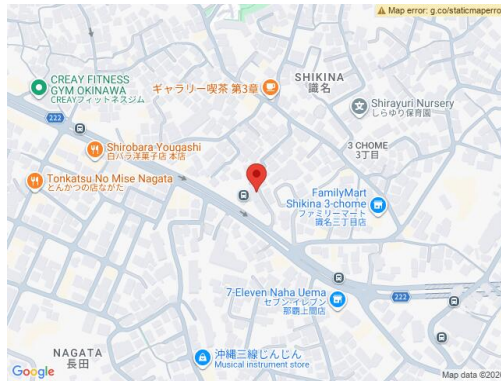 Map error: g.co/staticmaperro
CREAY FITNESS
GYM OKINAWA
CREAYフィットネスジム
ギャラリー喫茶 第3章
SHIKINA
識名
Shirayuri Nursery
しらゆり保育園
222
Shirobara Yougashi
白バラ洋菓子店 本店
3 CHOME
3丁目
Tonkatsu No Mise Nagata
とんかつの店ながた
FamilyMart
Shikina 3-chome
ファミリーマート
識名三丁目店
7-Eleven Naha Uema
セブン-イレブン
那覇上間店
222
NAGATA
長田
沖縄三線じんじん
Musical instrument store
Google
Map data ©2026